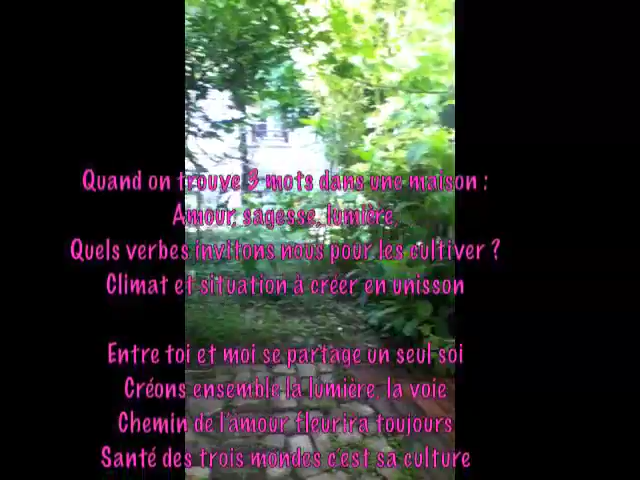 Quand on trouve 3 mots dans une maison :
Amour, sagesse, lumière
Quels verbes invitons nous pour les cultiver ?
Climat et situation à créer en unisson
Entre toi et moi se partage un seul soi
Créons ensemble la lumière, la voie
Chemin de l'amour fleurira toujours
Santé des trois mondes c'est sa culture